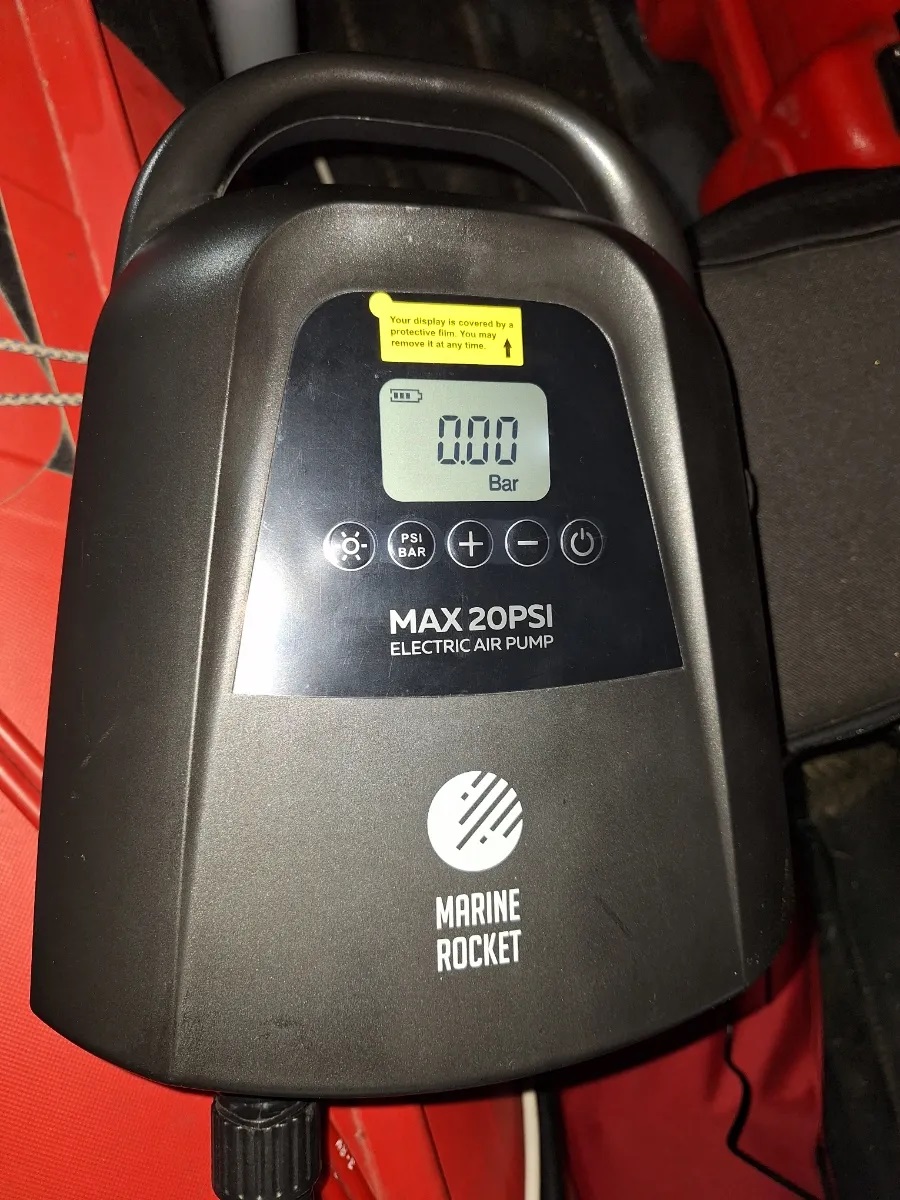 Your display is covered by a
protective film. You may
remove it at any time.
0.00
Bar
PSI
BAR
MAX 20PSI
ELECTRIC AIR PUMP
MARINE
ROCKET